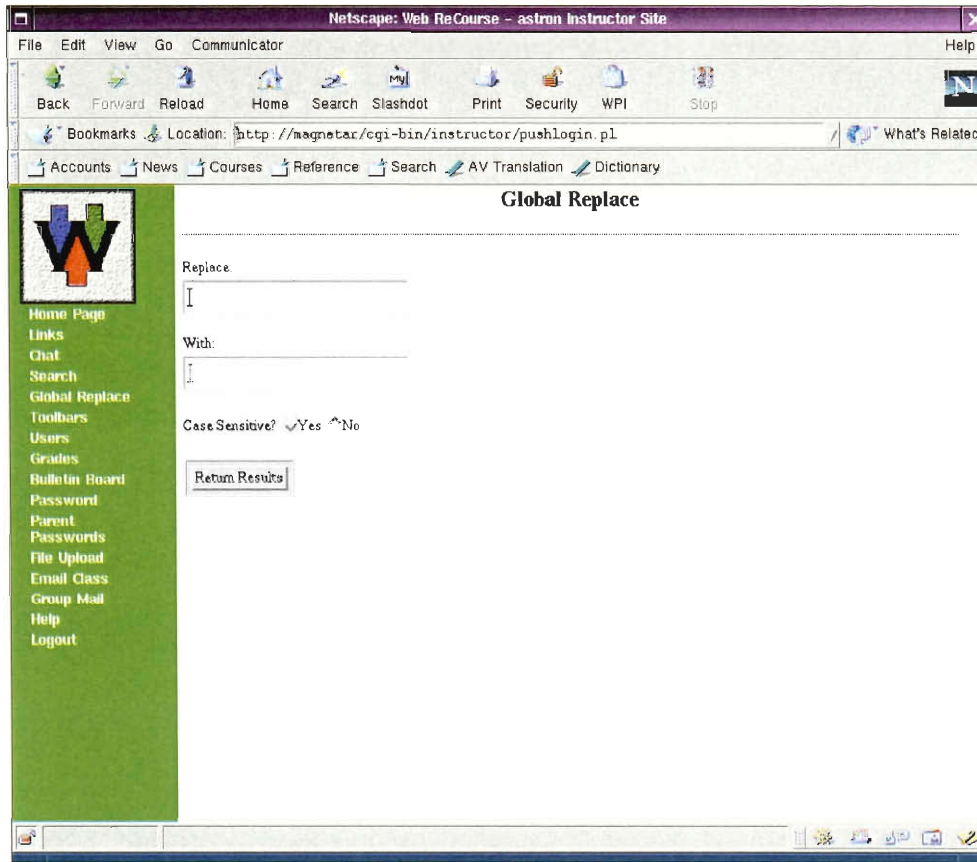 Netscape: Web ReCourse – astron Instructor Site
File Edit View Go Communicator Help
My
Back Forward Reload Home Search Slashdot Print Security WPI Stop
N
Bookmarks Location: http://magnetar/cgi-bin/instructor/pushlogin.pl What's Related
Accounts News Courses Reference Search AV Translation Dictionary
Global Replace
W
Replace
Home Page
Links
With:
Chat
Search
Global Replace
Toolbars
Case Sensitive? Yes No
Users
Grades
Bulletin Board
Return Results
Password
Parent
Passwords
File Upload
Email Class
Group Mail
Help
Logout